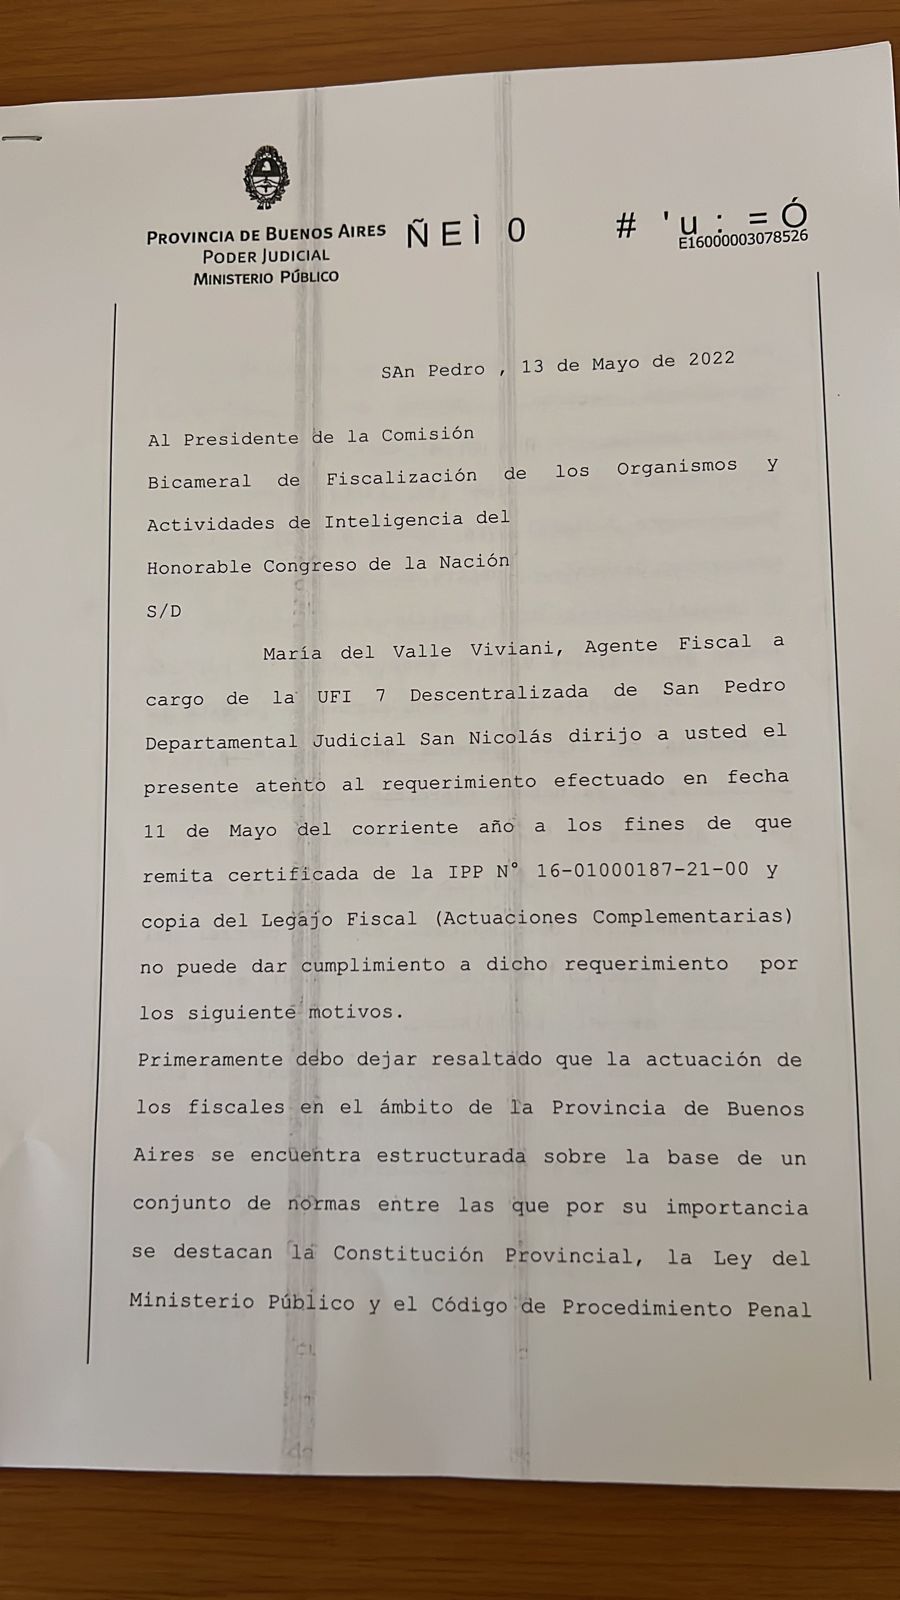 PROVINCIA DE BUENOS AIRES
PODER JUDICIAL
MINISTERIO PÚBLICO
ÑEÌ0 # 'u:=Ó
E16000003078526
SAn Pedro , 13 de Mayo de 2022
Al Presidente de la Comisión
Bicameral de Fiscalización de los Organismos y
Actividades de Inteligencia del
Honorable Congreso de la Nación
S/D
María del Valle Viviani, Agente Fiscal a
cargo de la UFI 7 Descentralizada de San Pedro
Departamental Judicial San Nicolás dirijo a usted el
presente atento al requerimiento efectuado en fecha
11 de Mayo del corriente año a los fines de que
remita certificada de la IPP N° 16-01000187-21-00 y
copia del Legajo Fiscal (Actuaciones Complementarias)
no puede dar cumplimiento a dicho requerimiento por
los siguiente motivos.
Primeramente debo dejar resaltado que la actuación de
los fiscales en el ámbito de la Provincia de Buenos
Aires se encuentra estructurada sobre la base de un
conjunto de normas entre las que por su importancia
se destacan la Constitución Provincial, la Ley del
Ministerio Público y el Código de Procedimiento Penal